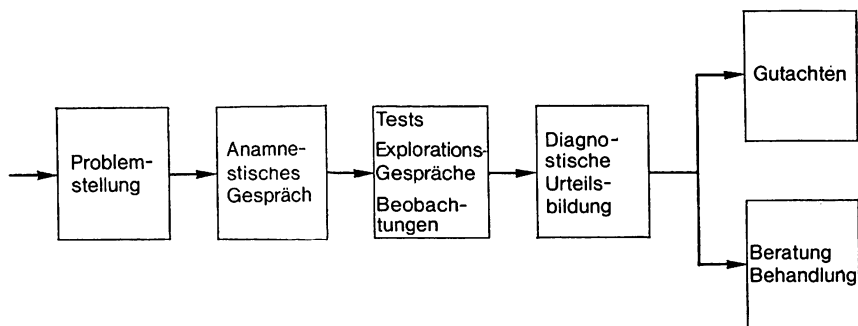 Problem-
stellung
Anamne-
stisches
Gespräch
Tests
Explorations-
Gespräche
Beobach-
tungen
Diagno-
stische
Urteils-
bildung
Gutachten
Beratung
Behandlung